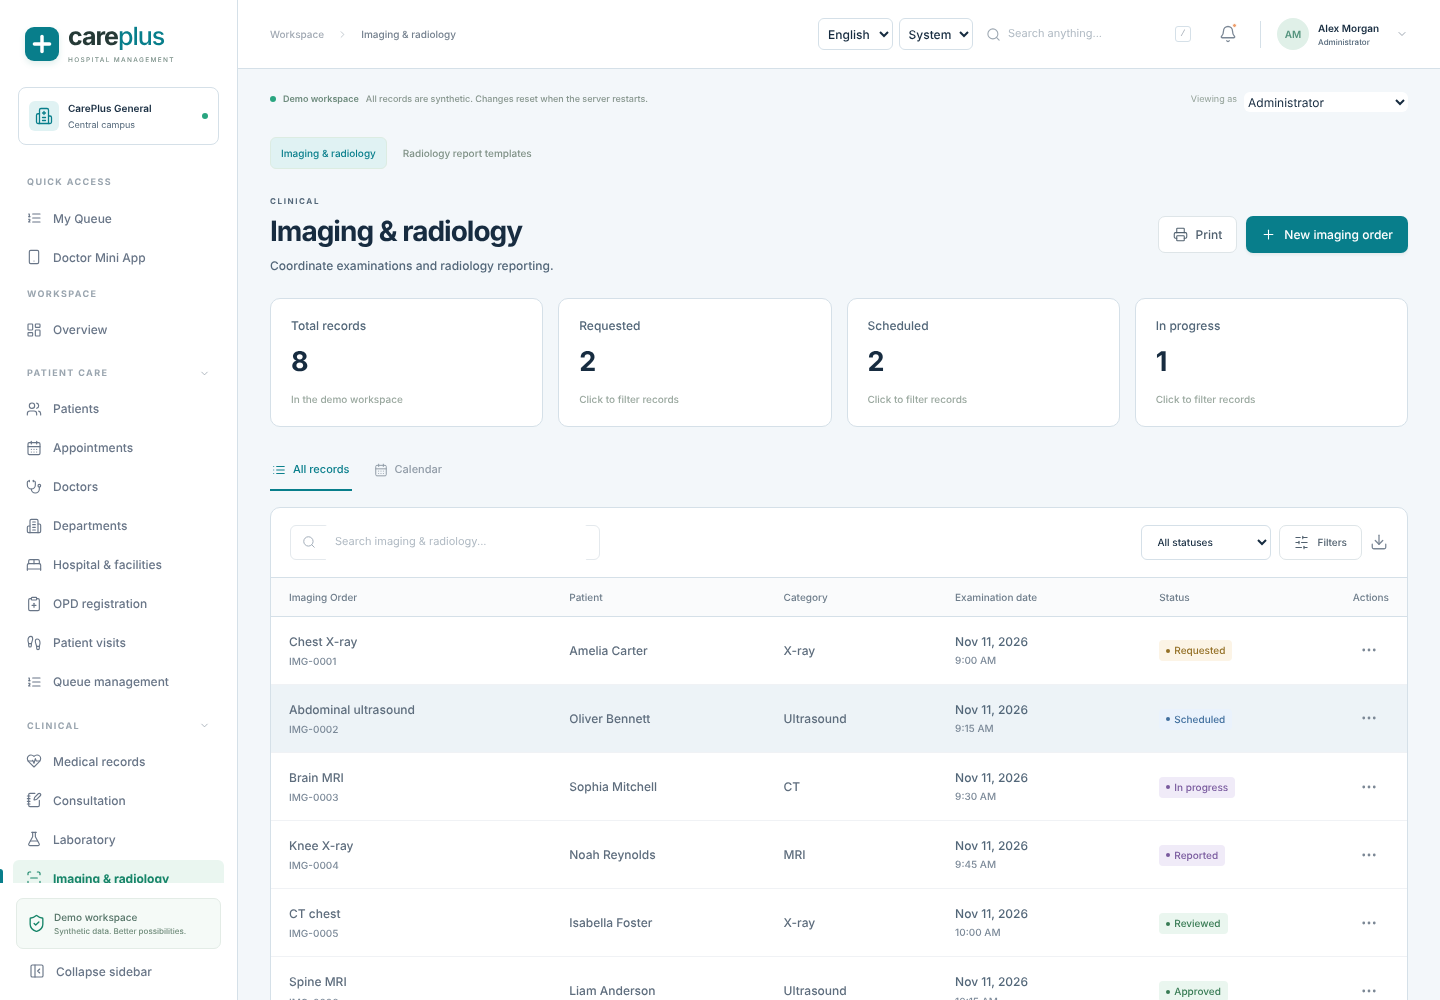 careplus
HOSPITAL MANAGEMENT
CarePlus General
Central campus
QUICK ACCESS
My Queue
Doctor Mini App
WORKSPACE
Overview
PATIENT CARE
Patients
Appointments
Doctors
Departments
Hospital & facilities
OPD registration
Patient visits
Queue management
CLINICAL
Medical records
Consultation
Laboratory
Imaging & radiology
Demo workspace
Synthetic data. Better possibilities.
Collapse sidebar
Workspace Imaging & radiology
English System Search anything... / AM Alex Morgan
Administrator
Demo workspace All records are synthetic. Changes reset when the server restarts.
Viewing as Administrator
Imaging & radiology Radiology report templates
CLINICAL
Imaging & radiology
Coordinate examinations and radiology reporting.
Print New imaging order
Total records
8
In the demo workspace
Requested
2
Click to filter records
Scheduled
2
Click to filter records
In progress
1
Click to filter records
All records Calendar
Search imaging & radiology... All statuses Filters
Imaging Order Patient Category Examination date Status Actions
Chest X-ray
IMG-0001
Amelia Carter X-ray
Nov 11, 2026
9:00 AM
Requested
Abdominal ultrasound
IMG-0002
Oliver Bennett Ultrasound
Nov 11, 2026
9:15 AM
Scheduled
Brain MRI
IMG-0003
Sophia Mitchell CT
Nov 11, 2026
9:30 AM
In progress
Knee X-ray
IMG-0004
Noah Reynolds MRI
Nov 11, 2026
9:45 AM
Reported
CT chest
IMG-0005
Isabella Foster X-ray
Nov 11, 2026
10:00 AM
Reviewed
Spine MRI
Liam Anderson Ultrasound
Nov 11, 2026
Approved